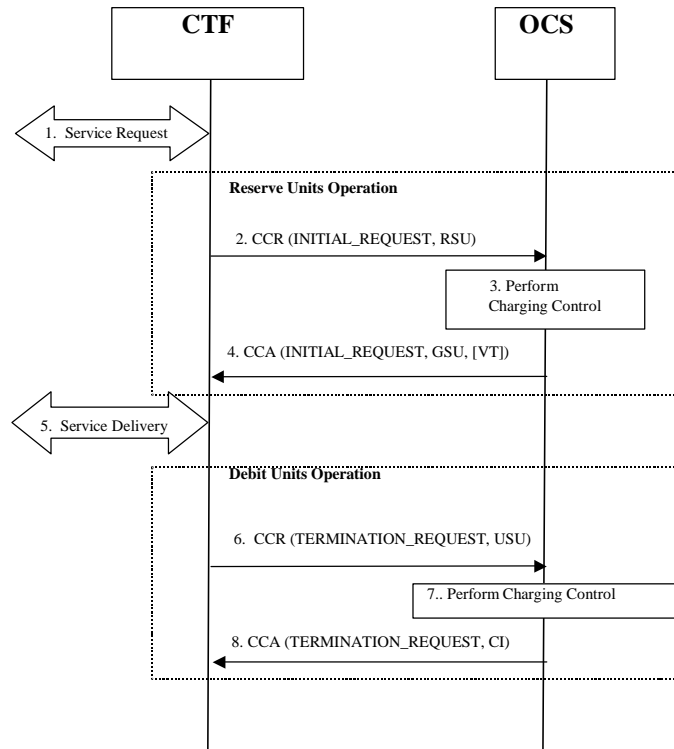 CTF
OCS
1. Service Request
Reserve Units Operation
2. CCR (INITIAL_REQUEST, RSU)
3. Perform
Charging Control
4. CCA (INITIAL_REQUEST, GSU, [VT])
5. Service Delivery
Debit Units Operation
6. CCR (TERMINATION_REQUEST, USU)
7.. Perform Charging Control
8. CCA (TERMINATION_REQUEST, CI)